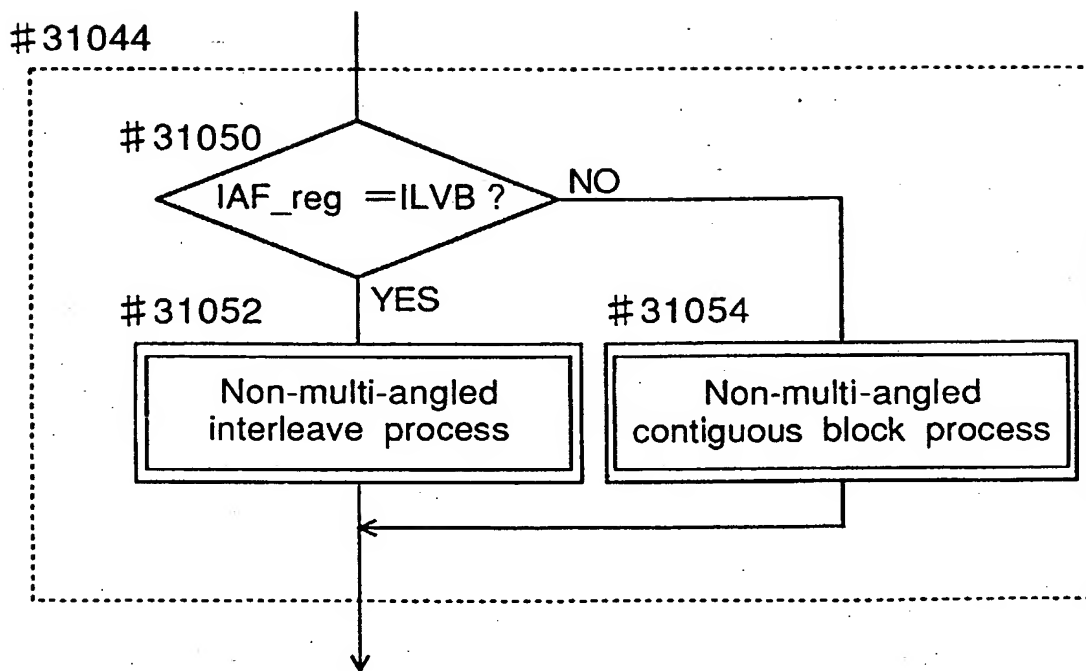 #31044
#31050
IAF_reg =ILVB ?
NO
YES
#31052
#31054
Non-multi-angled
interleave process
Non-multi-angled
contiguous block process